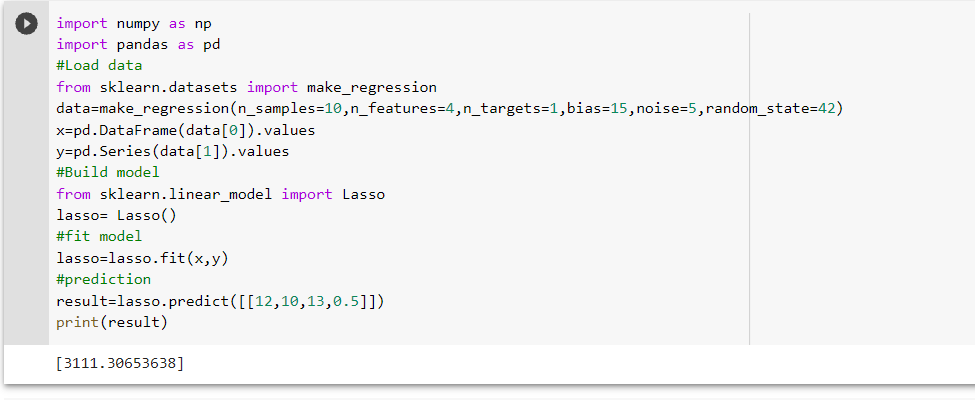 import numpy as np
import pandas as pd
#Load data
from sklearn.datasets import make_regression
data=make_regression(n_samples=10,n_features=4,n_targets=1,bias=15,noise=5,random_state=42)
x=pd.DataFrame(data[0]).values
y=pd.Series(data[1]).values
#Build model
from sklearn.linear_model import Lasso
lasso= Lasso()
#fit model
lasso=lasso.fit(x,y)
#prediction
result=lasso.predict([[12,10,13,0.5]])
print(result)
[3111.30653638]